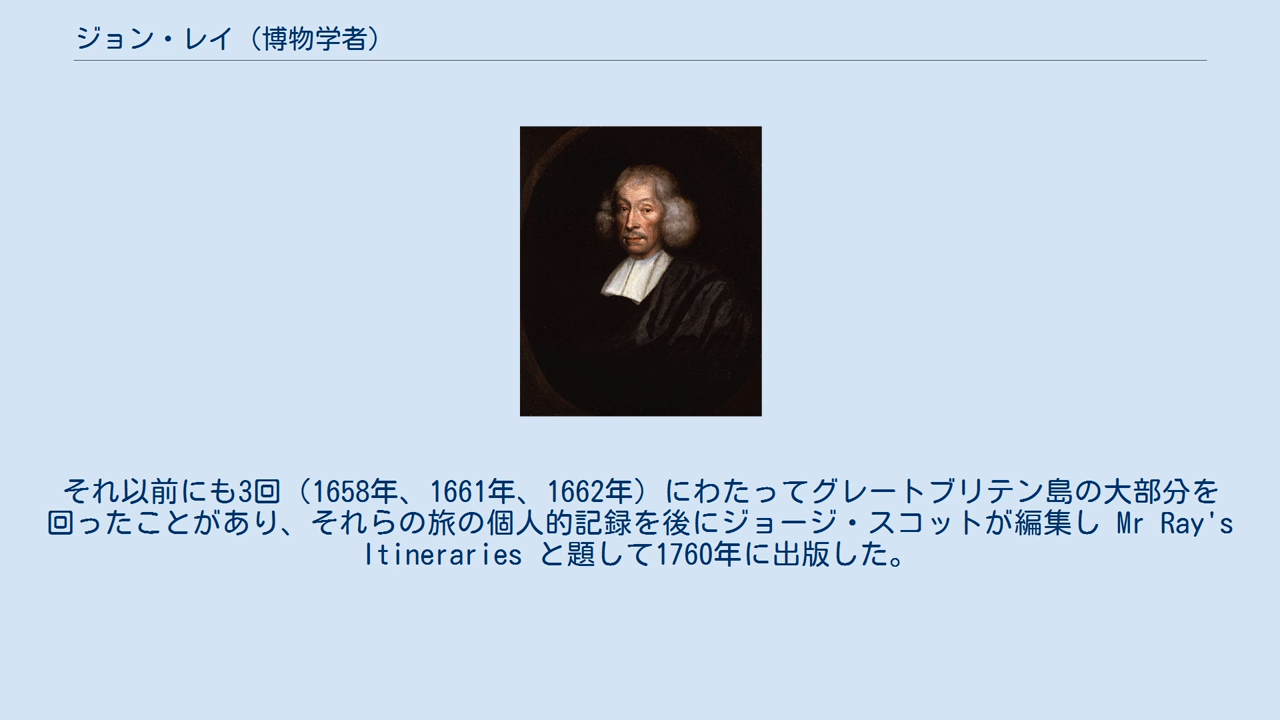 ジョン・レイ（博物学者）
それ以前にも3回（1658年、1661年、1662年）にわたってグレートブリテン島の大部分を
回ったことがあり、それらの旅の個人的記録を後にジョージ・スコットが編集し Mr Ray's
Itineraries と題して1760年に出版した。